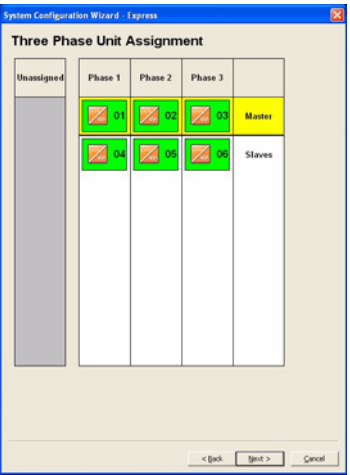 System Configuration Wizard - Express
Three Phase Unit Assignment
Unassigned Phase 1 Phase 2 Phase 3
01 02 03 Master
04 05 06 Slaves
< Back Next > Cancel